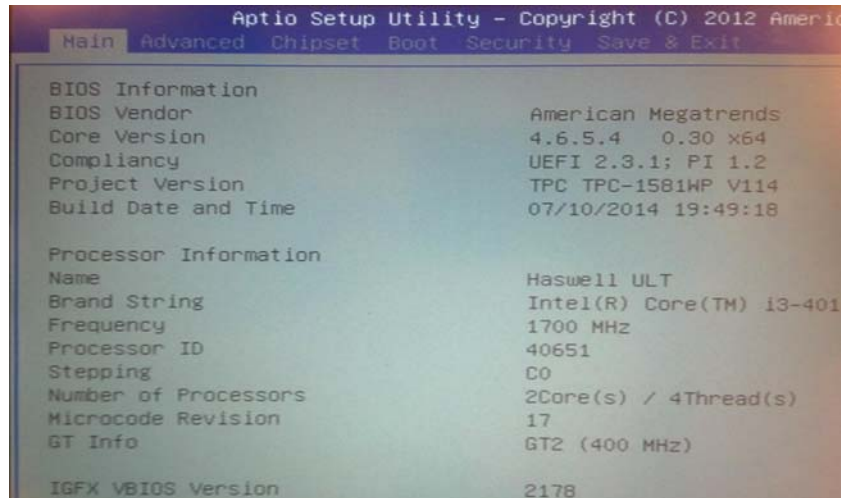 Aptio Setup Utility – Copyright (C) 2012 Americ
Main Advanced Chipset Boot Security Save & Exit
BIOS Information
BIOS Vendor American Megatrends
Core Version 4.6.5.4 0.30 x64
Compliancy UEFI 2.3.1; PI 1.2
Project Version TPC TPC-1581WP V114
Build Date and Time 07/10/2014 19:49:18
Processor Information
Name Haswell ULT
Brand String Intel(R) Core(TM) i3-401
Frequency 1700 MHz
Processor ID 40651
Stepping C0
Number of Processors 2Core(s) / 4Thread(s)
Microcode Revision 17
GT Info GT2 (400 MHz)
IGFX VBIOS Version 2178